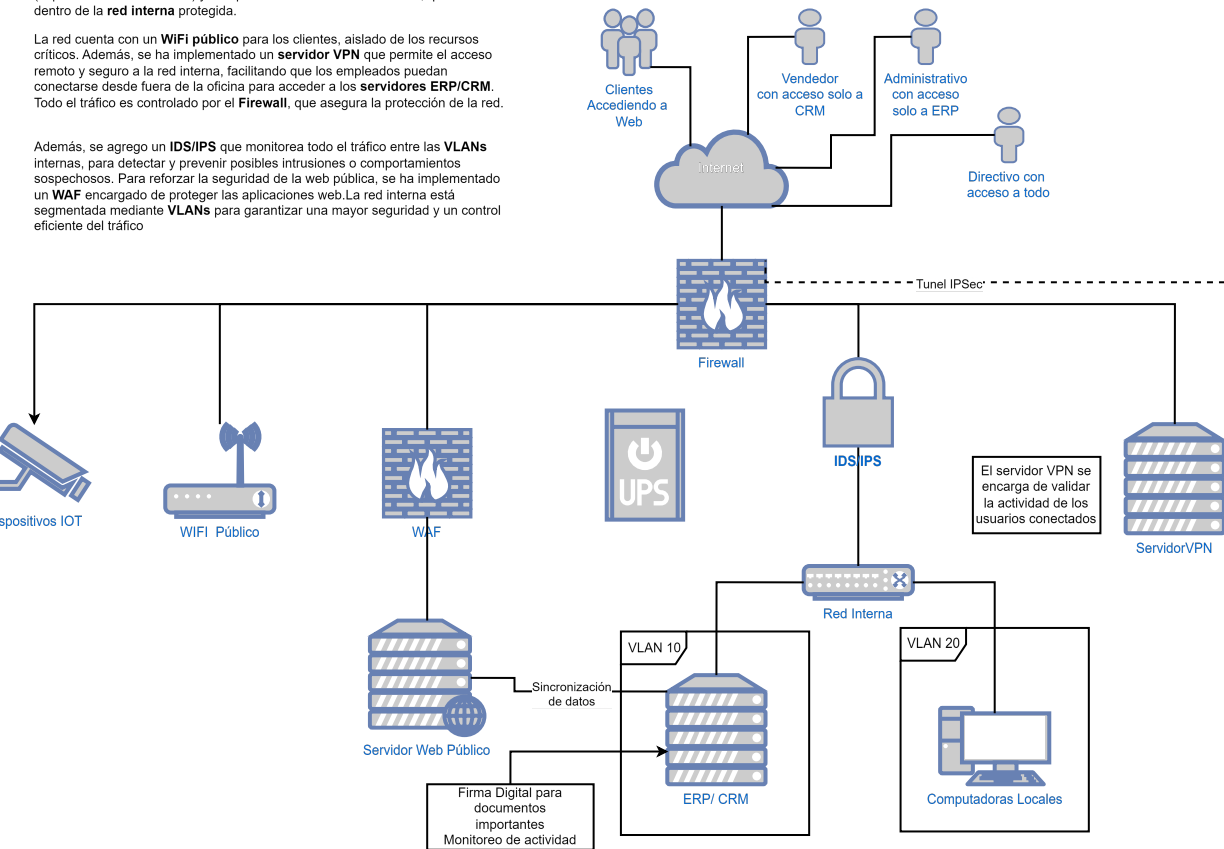 dentro de la red interna protegida.
La red cuenta con un WiFi público para los clientes, aislado de los recursos
críticos. Además, se ha implementado un servidor VPN que permite el acceso
remoto y seguro a la red interna, facilitando que los empleados puedan
conectarse desde fuera de la oficina para acceder a los servidores ERP/CRM.
Todo el tráfico es controlado por el Firewall, que asegura la protección de la red.
Además, se agrego un IDS/IPS que monitorea todo el tráfico entre las VLANs
internas, para detectar y prevenir posibles intrusiones o comportamientos
sospechosos. Para reforzar la seguridad de la web pública, se ha implementado
un WAF encargado de proteger las aplicaciones web.La red interna está
segmentada mediante VLANs para garantizar una mayor seguridad y un control
eficiente del tráfico
Clientes
Accediendo a
Web
Vendedor
con acceso solo a
CRM
Administrativo
con acceso
solo a ERP
Directivo con
acceso a todo
Internet
Tunel IPSec
Firewall
spositivos IOT
WIFI Público
WAF
UPS
IDS/IPS
El servidor VPN se
encarga de validar
la actividad de los
usuarios conectados
ServidorVPN
Red Interna
VLAN 10
VLAN 20
Sincronización
de datos
Servidor Web Público
ERP/ CRM
Computadoras Locales
Firma Digital para
documentos
importantes
Monitoreo de actividad